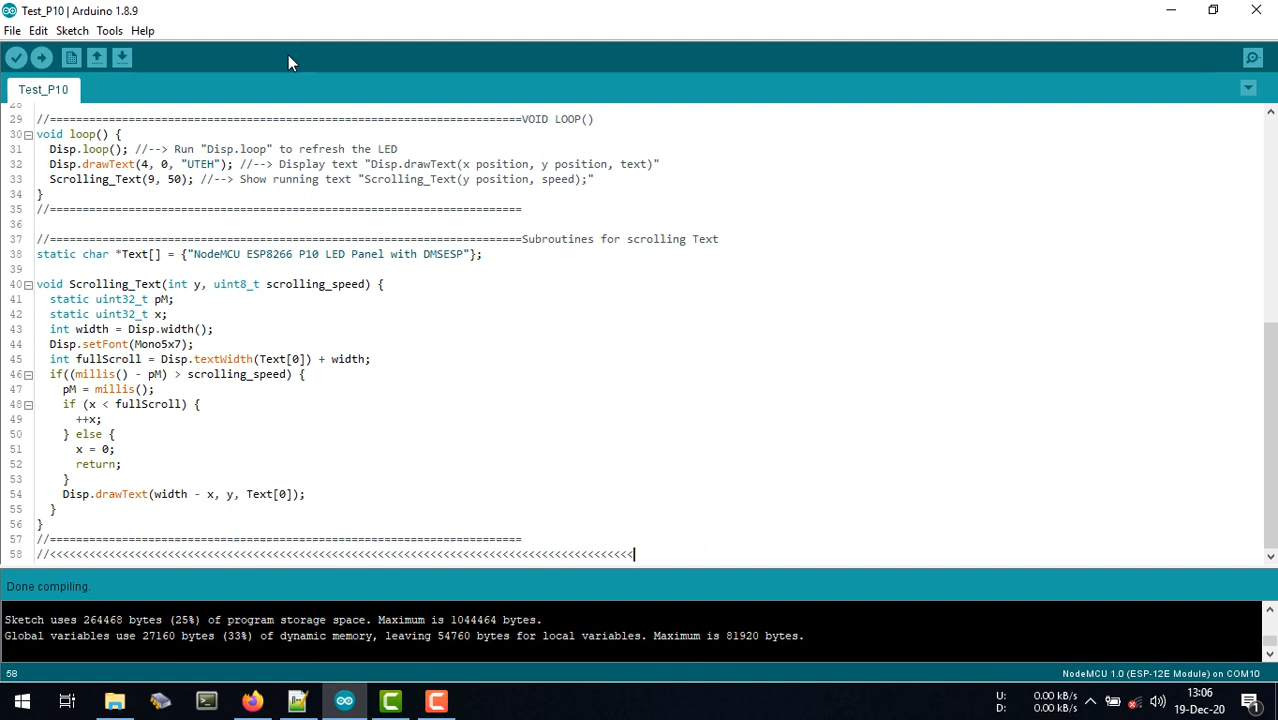 Test_P10 | Arduino 1.8.9
File Edit Sketch Tools Help
Test_P10
28
29 //========================================================================VOID LOOP()
30 void loop() {
31 Disp.loop(); //--> Run "Disp.loop" to refresh the LED
32 Disp.drawText(4, 0, "UTEH"); //--> Display text "Disp.drawText(x position, y position, text)"
33 Scrolling_Text(9, 50); //--> Show running text "Scrolling_Text(y position, speed);"
34 }
35 //========================================================================
36
37 //========================================================================Subroutines for scrolling Text
38 static char *Text[] = {"NodeMCU ESP8266 P10 LED Panel with DMSESP"};
39
40 void Scrolling_Text(int y, uint8_t scrolling_speed) {
41 static uint32_t pM;
42 static uint32_t x;
43 int width = Disp.width();
44 Disp.setFont(Mono5x7);
45 int fullScroll = Disp.textWidth(Text[0]) + width;
46 if((millis() - pM) > scrolling_speed) {
47 pM = millis();
48 if (x < fullScroll) {
49 ++x;
50 } else {
51 x = 0;
52 return;
53 }
54 Disp.drawText(width - x, y, Text[0]);
55 }
56 }
57 //========================================================================
58 //<<<<<<<<<<<<<<<<<<<<<<<<<<<<<<<<<<<<<<<<<<<<<<<<<<<<<<<<<<<<<<<<<<<<<<<<<<<<<<<<<<<<<<<<<
Done compiling.
Sketch uses 264468 bytes (25%) of program storage space. Maximum is 1044464 bytes.
Global variables use 27160 bytes (33%) of dynamic memory, leaving 54760 bytes for local variables. Maximum is 81920 bytes.
58 NodeMCU 1.0 (ESP-12E Module) on COM10
U: 0.00 kB/s
D: 0.00 kB/s
13:06
19-Dec-20
1